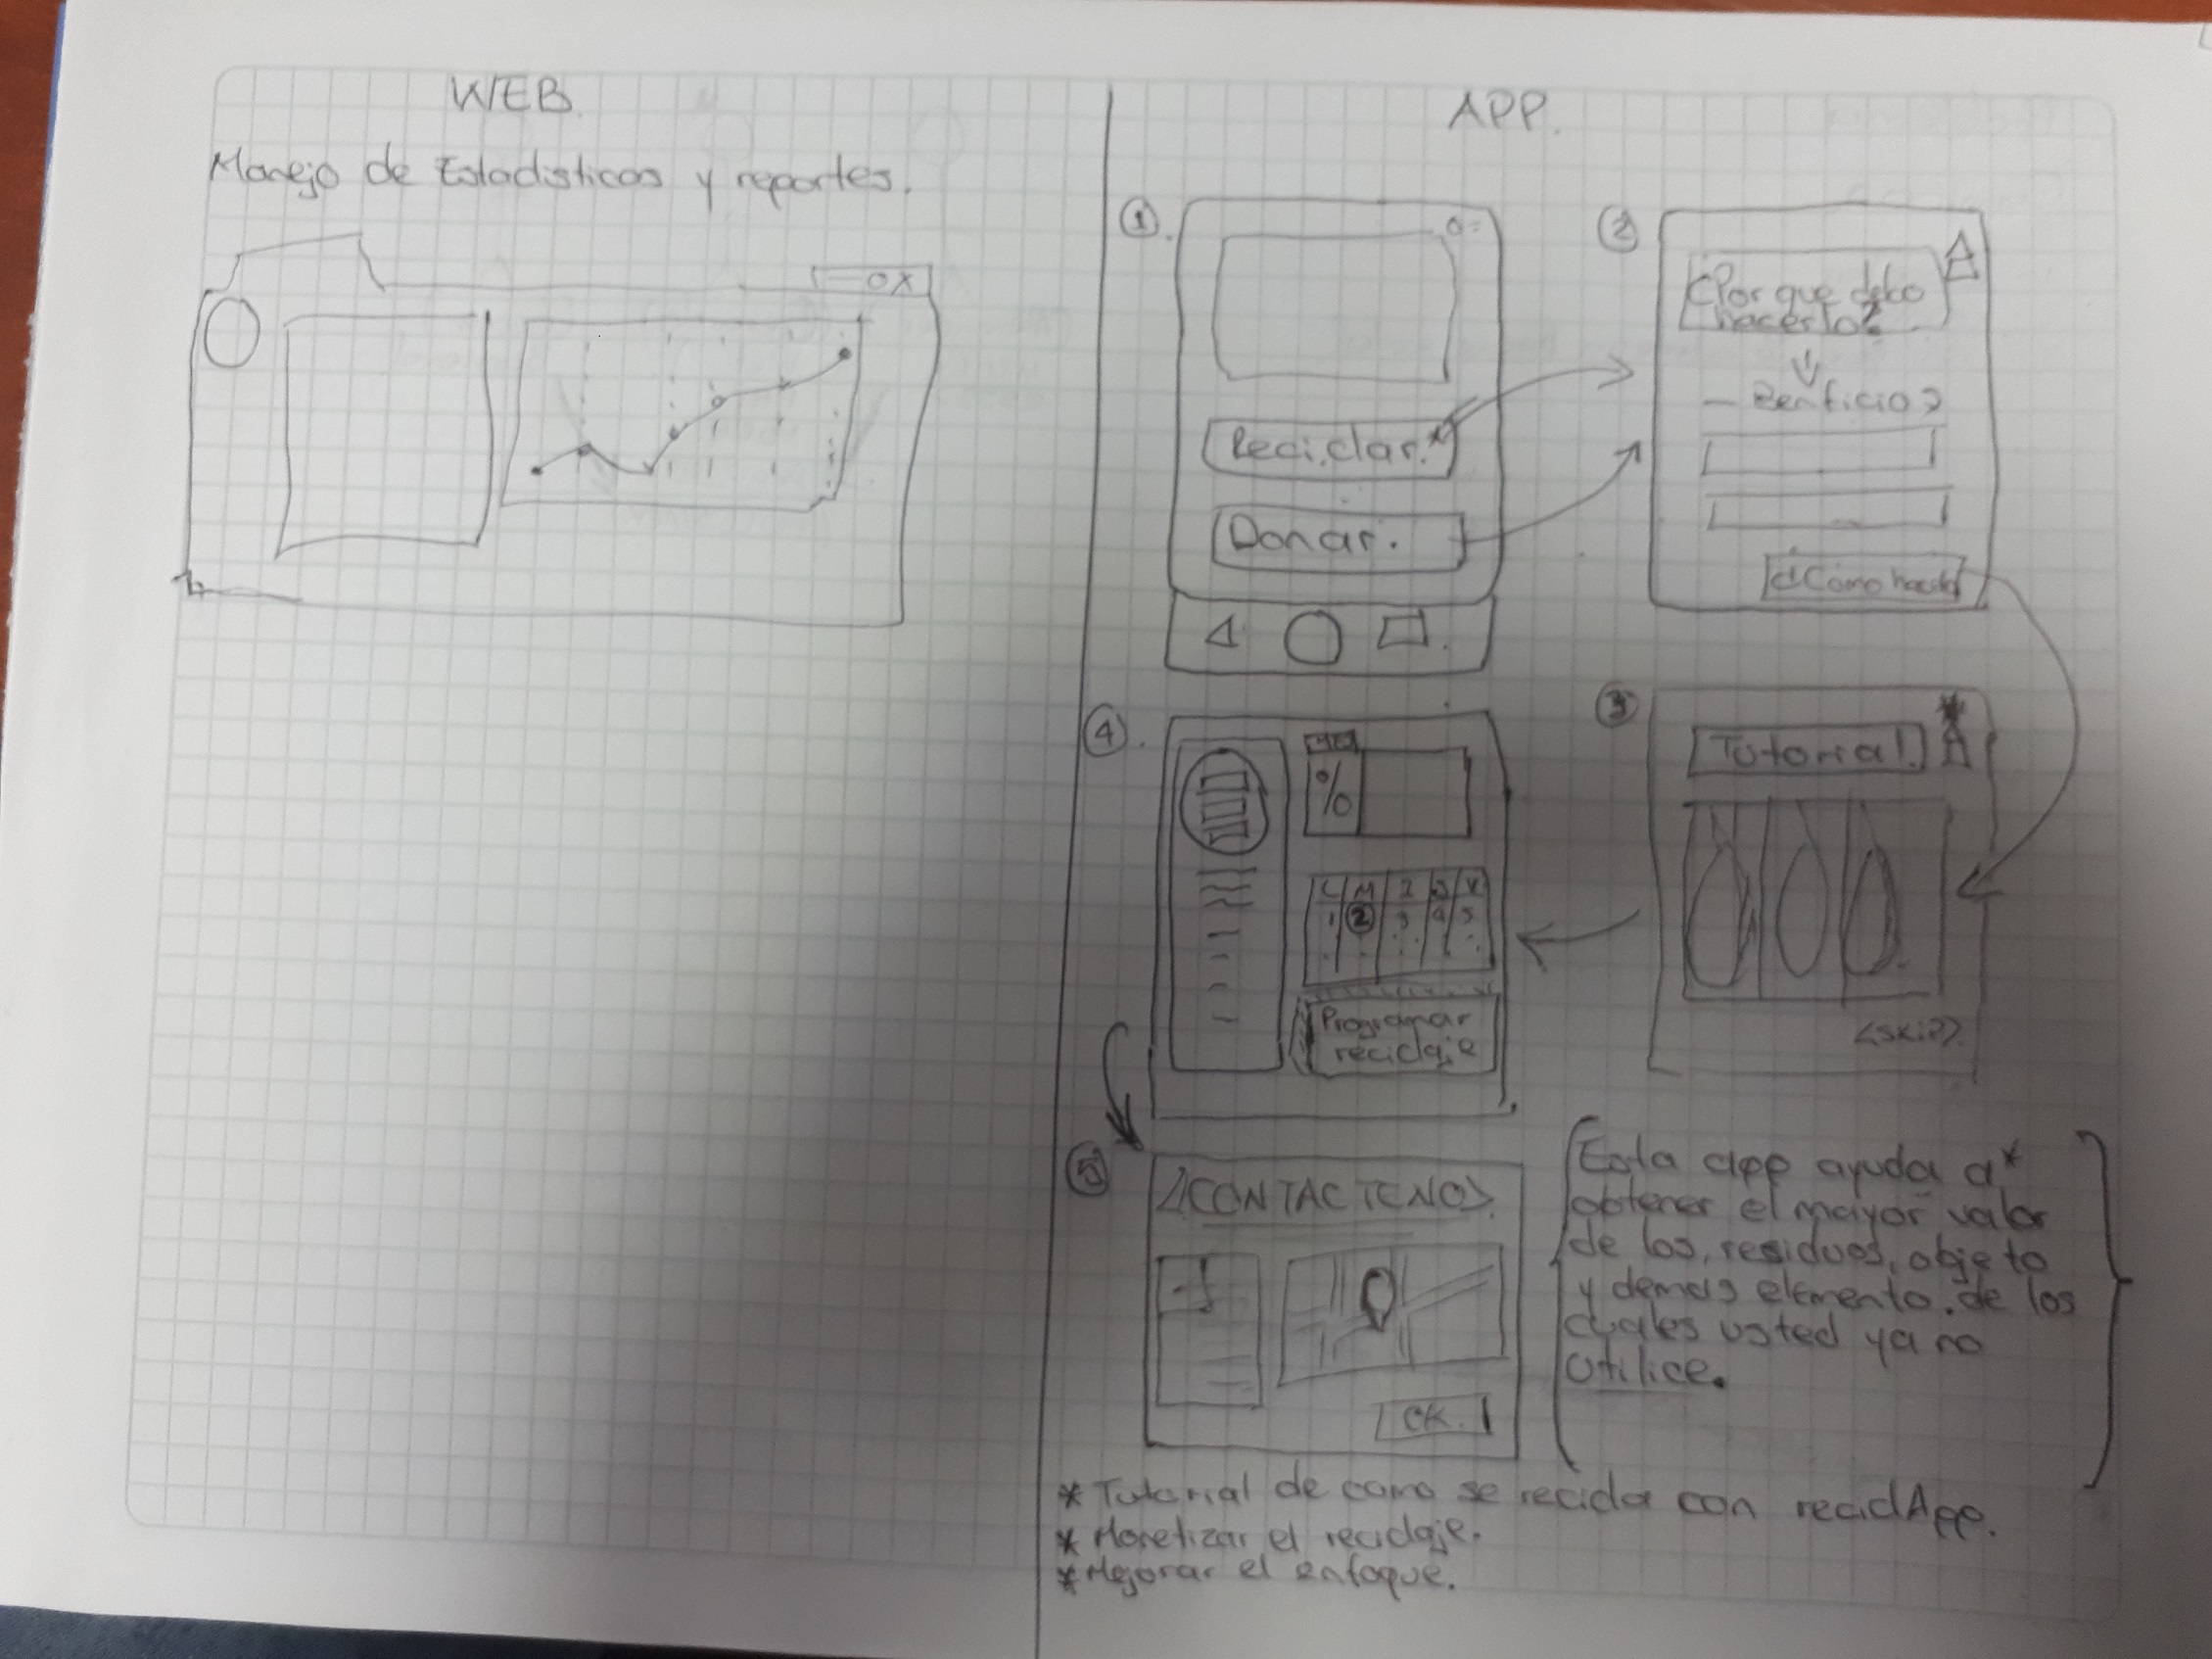 WEB.
Manejo de Estadisticas y reportes.
— O X
APP.
1.
Reciclar.*
Donar.
2
¿Por que debo
hacerlo?
— Benficios
¿Como hacerlo
3
Tutorial.
<skip>
4.
%
L M I J V
1 2 3 4 5
Programar
reciclaje
5
¡CONTACTENOS
OK.
Esta app ayuda a*
obtener el mayor valor
de los residuos, objeto
y demas elemento. de los
cuales usted ya no
utilice.
* Tutorial de como se recicla con reciclApp.
* Monetizar el reciclaje.
* Mejorar el enfoque.